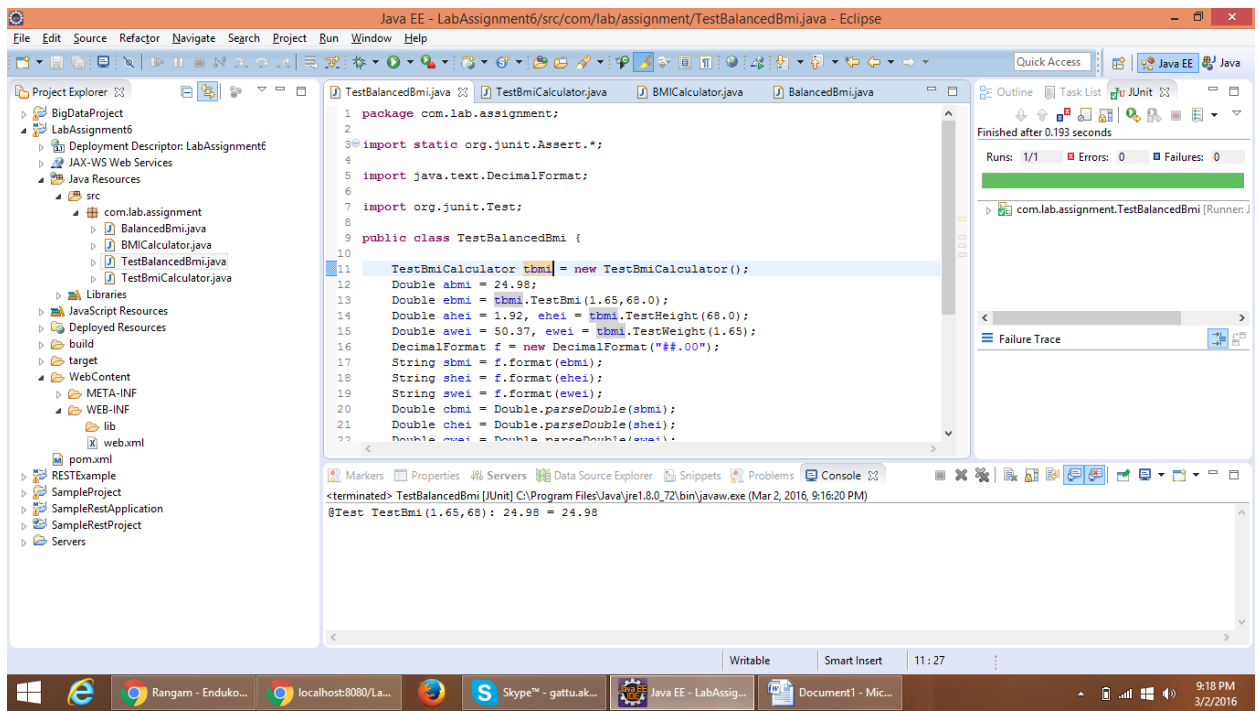 Java EE - LabAssignment6/src/com/lab/assignment/TestBalancedBmi.java - Eclipse
File Edit Source Refactor Navigate Search Project Run Window Help
Quick Access
Java EE
Java
Project Explorer
BigDataProject
LabAssignment6
Deployment Descriptor: LabAssignment6
JAX-WS Web Services
Java Resources
src
com.lab.assignment
BalancedBmi.java
BMICalculator.java
TestBalancedBmi.java
TestBmiCalculator.java
Libraries
JavaScript Resources
Deployed Resources
build
target
WebContent
META-INF
WEB-INF
lib
web.xml
pom.xml
RESTExample
SampleProject
SampleRestApplication
SampleRestProject
Servers
TestBalancedBmi.java TestBmiCalculator.java BMICalculator.java BalancedBmi.java
1 package com.lab.assignment;
2
3 import static org.junit.Assert.*;
4
5 import java.text.DecimalFormat;
6
7 import org.junit.Test;
8
9 public class TestBalancedBmi {
10
11 TestBmiCalculator tbmi = new TestBmiCalculator();
12 Double abmi = 24.98;
13 Double ebmi = tbmi.TestBmi(1.65,68.0);
14 Double ahei = 1.92, ehei = tbmi.TestHeight(68.0);
15 Double awei = 50.37, ewei = tbmi.TestWeight(1.65);
16 DecimalFormat f = new DecimalFormat("##.00");
17 String sbmi = f.format(ebmi);
18 String shei = f.format(ehei);
19 String swei = f.format(ewei);
20 Double cbmi = Double.parseDouble(sbmi);
21 Double chei = Double.parseDouble(shei);
22 Double cwei = Double.parseDouble(swei);
Outline Task List JUnit
Finished after 0.193 seconds
Runs: 1/1 Errors: 0 Failures: 0
com.lab.assignment.TestBalancedBmi [Runner: J
Failure Trace
Markers Properties Servers Data Source Explorer Snippets Problems Console
<terminated> TestBalancedBmi [JUnit] C:\Program Files\Java\jre1.8.0_72\bin\javaw.exe (Mar 2, 2016, 9:16:20 PM)
@Test TestBmi(1.65,68): 24.98 = 24.98
Writable Smart Insert 11 : 27
Rangam - Enduko... localhost:8080/La... Skype™ - gattu.ak... Java EE - LabAssig... Document1 - Mic...
9:18 PM
3/2/2016